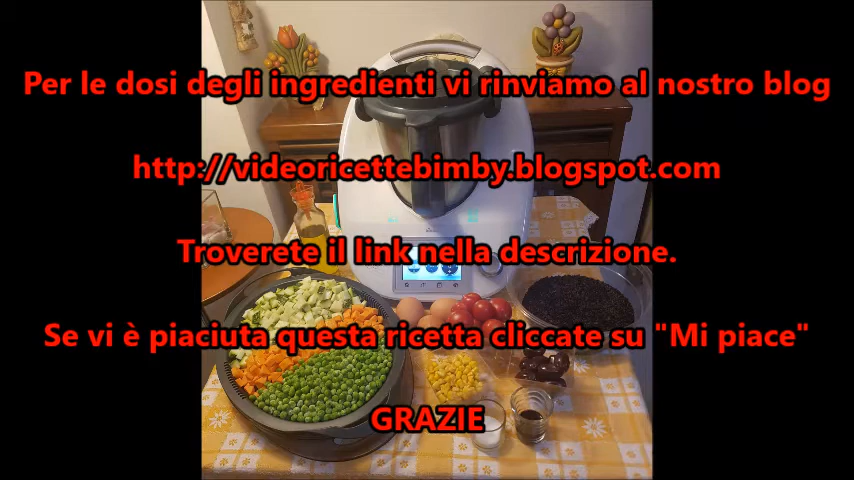 Per le dosi degli ingredienti vi rinviamo al nostro blog
http://videoricettebimby.blogspot.com
Troverete il link nella descrizione.
Se vi è piaciuta questa ricetta cliccate su "Mi piace"
GRAZIE